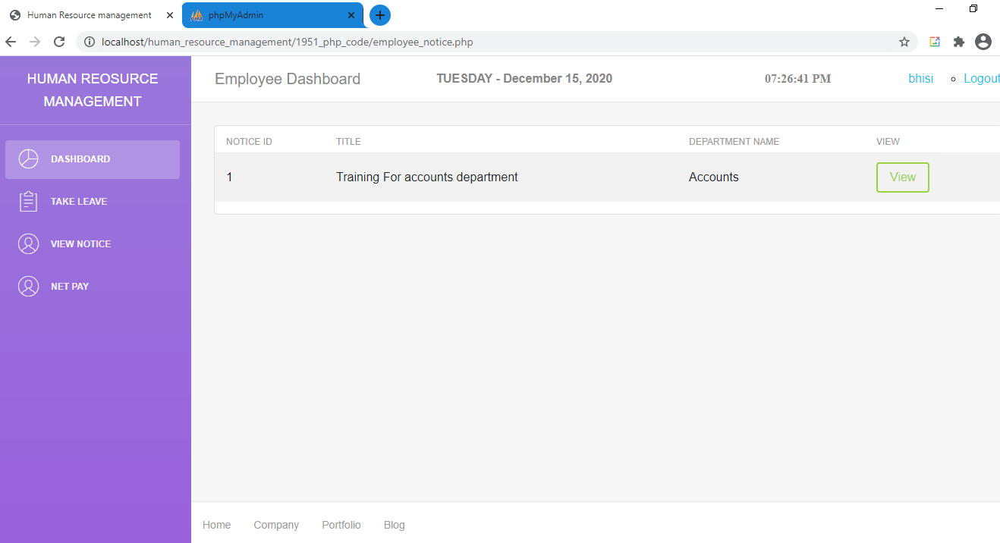 Human Resource management
phpMyAdmin
localhost/human_resource_management/1951_php_code/employee_notice.php
HUMAN REOSURCE
MANAGEMENT
Employee Dashboard
TUESDAY - December 15, 2020
07:26:41 PM
bhisi
Logout
DASHBOARD
TAKE LEAVE
VIEW NOTICE
NET PAY
NOTICE ID TITLE DEPARTMENT NAME VIEW
1 Training For accounts department Accounts View
Home Company Portfolio Blog